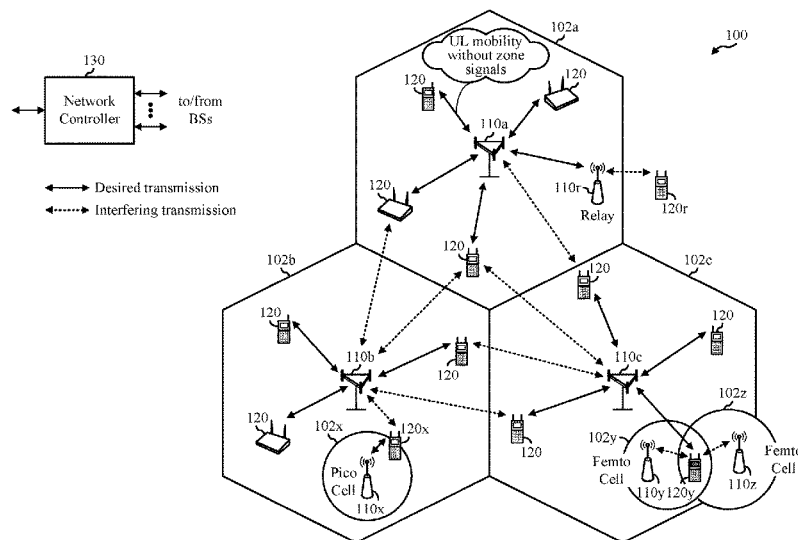 102a
100
UL mobility
without zone
signals
130
Network
Controller
to/from
BSs
120
120
110a
Desired transmission
Interfering transmission
120
110r
Relay
120r
102b
120
120
102c
120
120
110b
120
110c
120
102z
120
102x
120x
120
102y
Pico
Cell
110x
Femto
Cell
110y
120y
110z
Femto
Cell